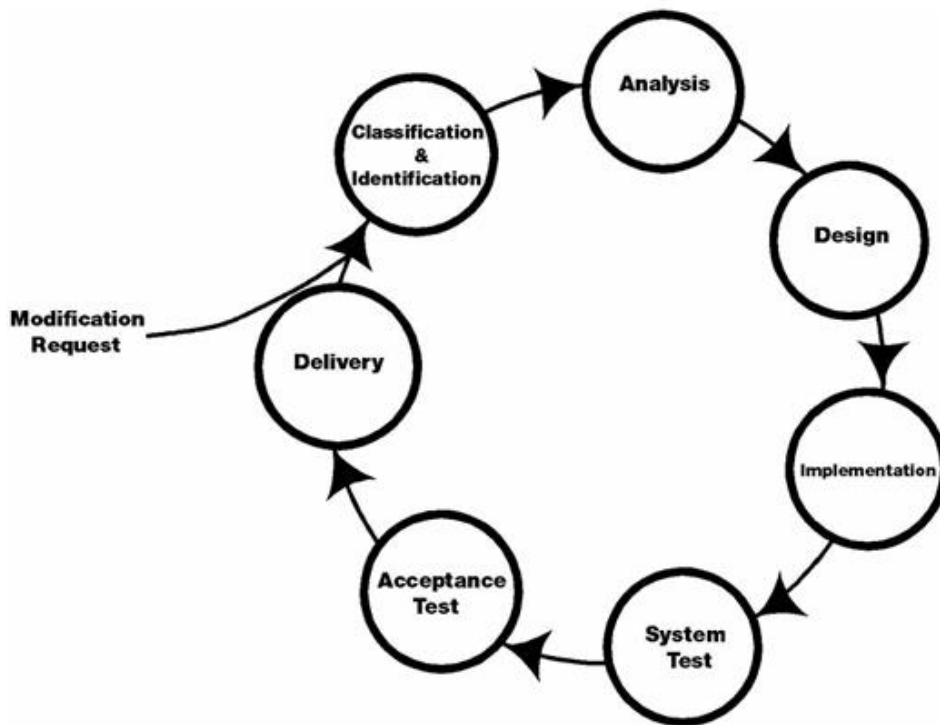 Analysis
Classification
&
Identification
Design
Modification
Request
Delivery
Implementation
Acceptance
Test
System
Test